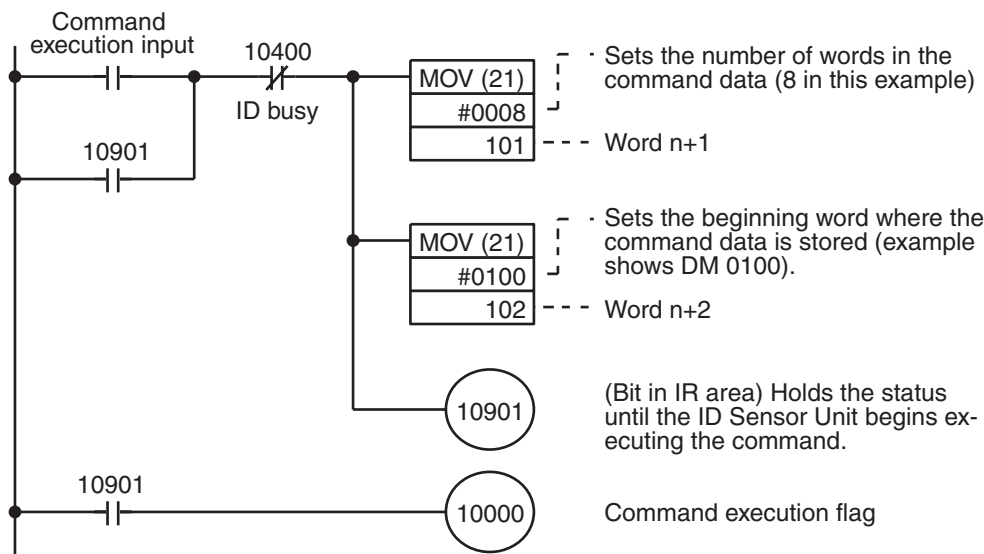 Command
execution input
10400
ID busy
MOV (21)
#0008
101
Sets the number of words in the
command data (8 in this example)
Word n+1
10901
MOV (21)
#0100
102
Sets the beginning word where the
command data is stored (example
shows DM 0100).
Word n+2
10901
(Bit in IR area) Holds the status
until the ID Sensor Unit begins ex-
ecuting the command.
10901
10000
Command execution flag